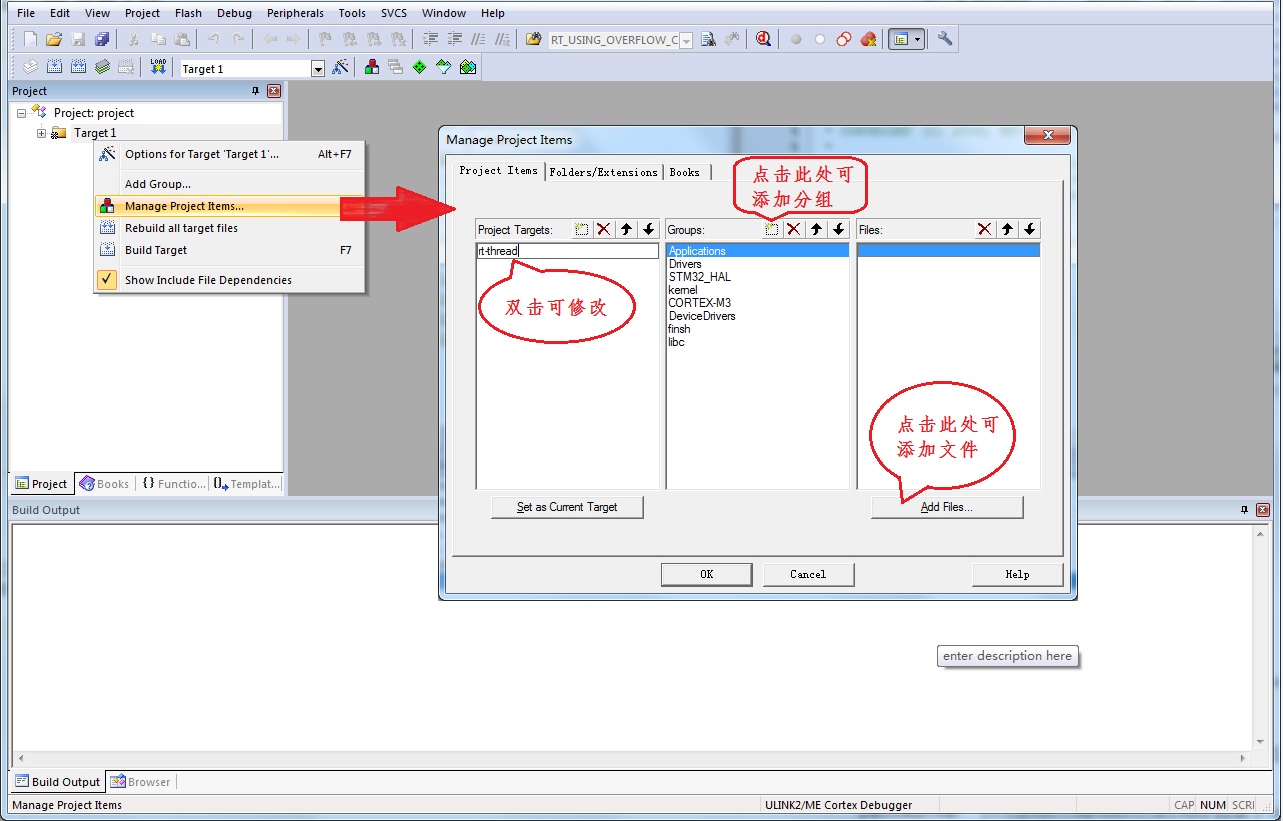 File Edit View Project Flash Debug Peripherals Tools SVCS Window Help
RT_USING_OVERFLOW_C
LOAD
Target 1
Project
Project: project
Target 1
Options for Target 'Target 1'... Alt+F7
Add Group...
Manage Project Items...
Rebuild all target files
Build Target F7
Show Include File Dependencies
Manage Project Items
Project Items Folders/Extensions Books
点击此处可
添加分组
Project Targets: Groups: Files:
rt-thread
双击可修改
Applications
Drivers
STM32_HAL
kernel
CORTEX-M3
DeviceDrivers
finsh
libc
点击此处可
添加文件
Set as Current Target Add Files...
OK Cancel Help
Project Books {} Functio... Templat...
Build Output
enter description here
Build Output Browser
Manage Project Items ULINK2/ME Cortex Debugger CAP NUM SCRL